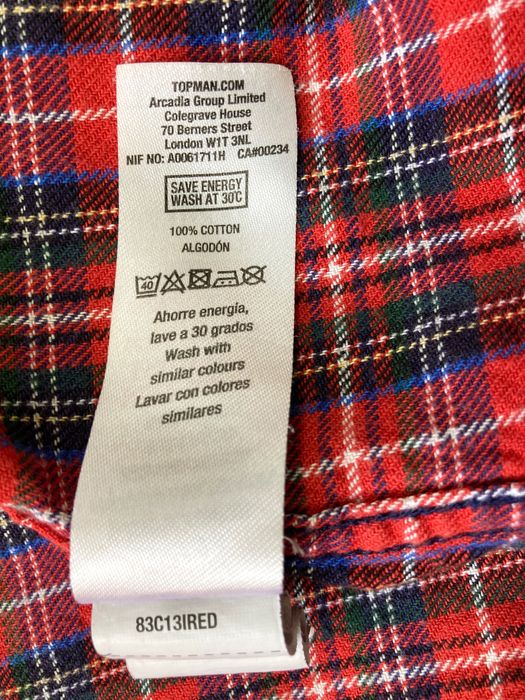 TOPMAN.COM
Arcadia Group Limited
Colegrave House
70 Berners Street
London W1T 3NL
NIF NO: A0061711H CA#00234
SAVE ENERGY
WASH AT 30°C
100% COTTON
ALGODÓN
40
Ahorre energía,
lave a 30 grados
Wash with
similar colours
Lavar con colores
similares
83C13IRED